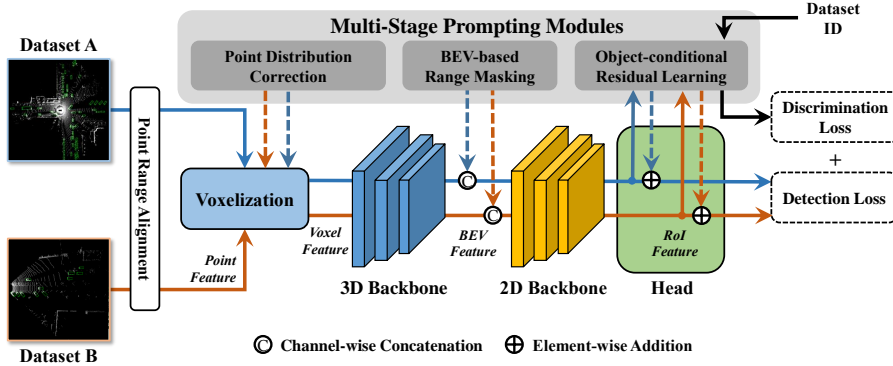 Multi-Stage Prompting Modules
Dataset
ID
Dataset A
Point Distribution
Correction
BEV-based
Range Masking
Object-conditional
Residual Learning
Point Range Alignment
Discrimination
Loss
+
Detection Loss
Voxelization
C
C
Voxel
Feature
BEV
Feature
RoI
Feature
Point
Feature
3D Backbone
2D Backbone
Head
Dataset B
C Channel-wise Concatenation
Element-wise Addition